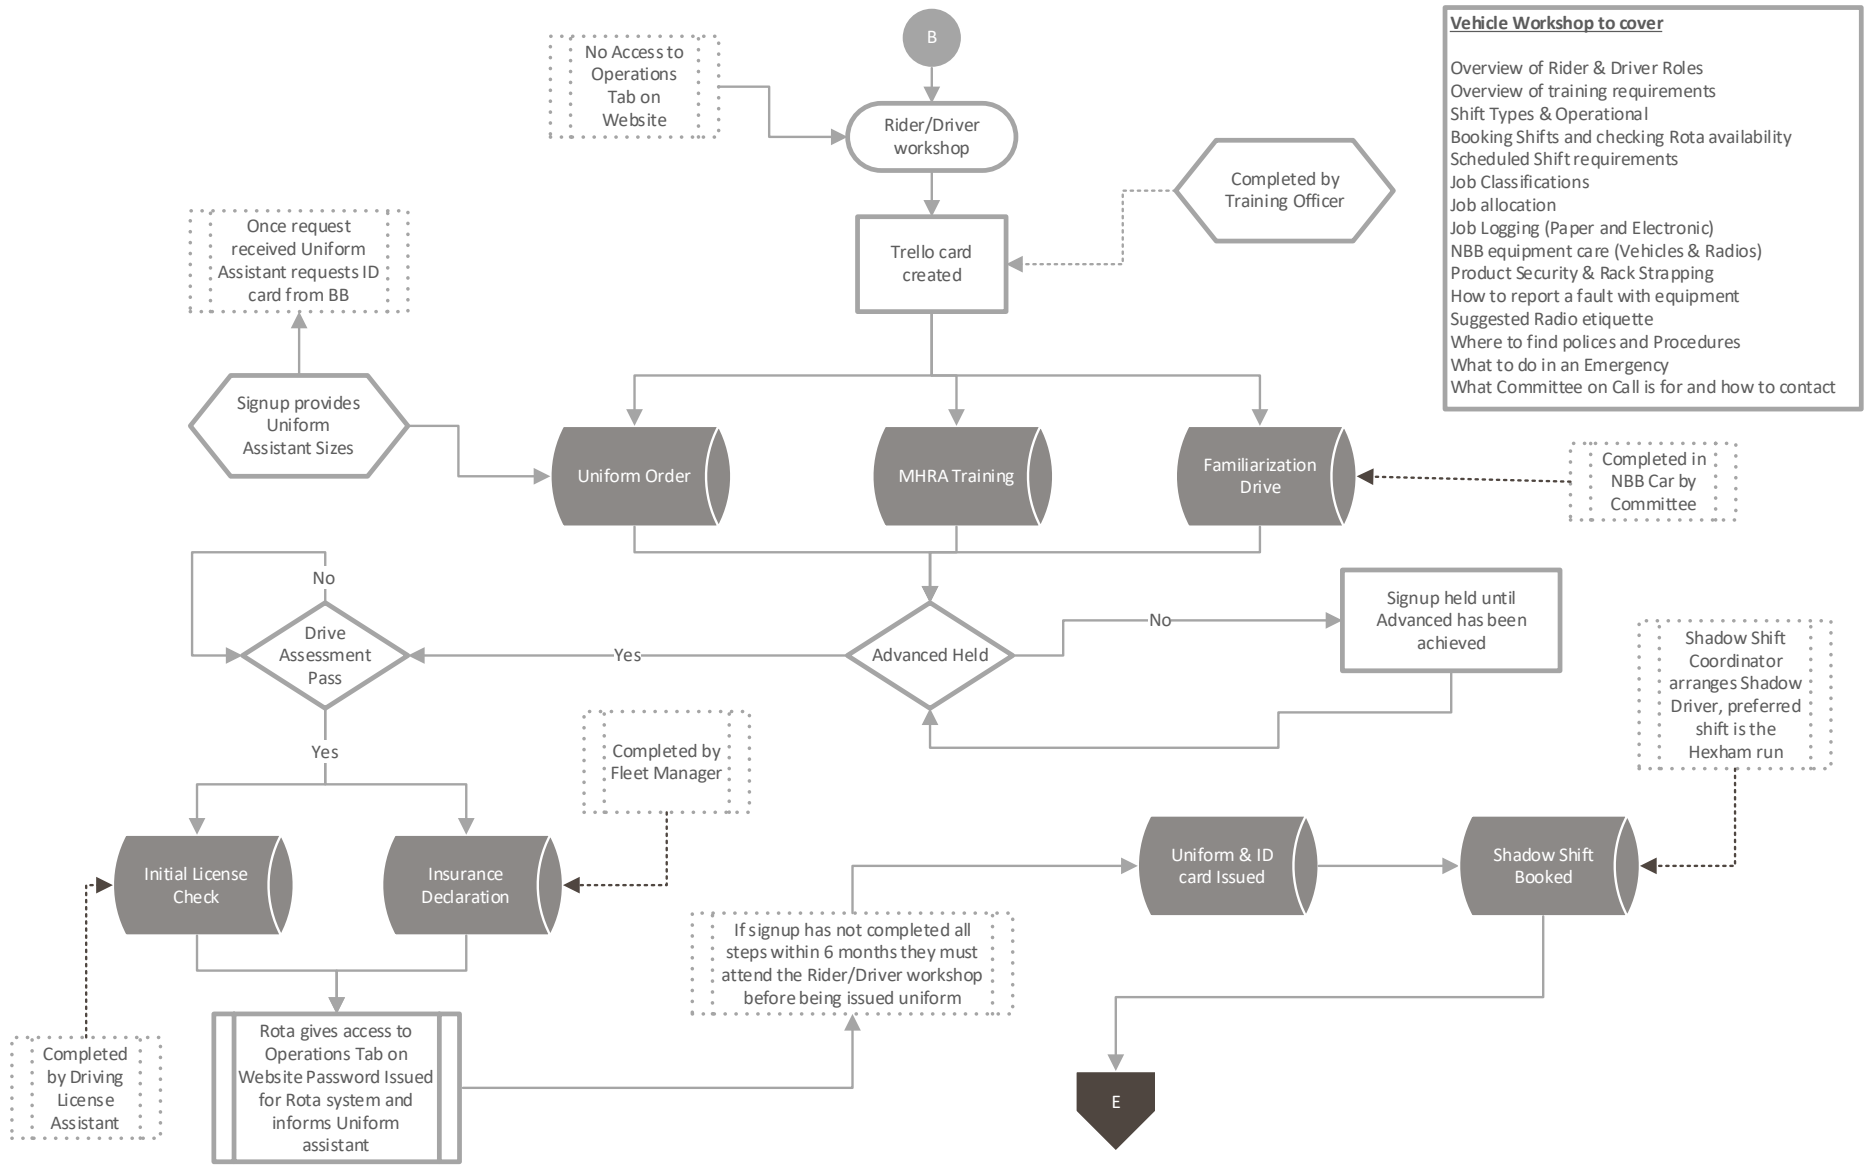 B
No Access to
Operations
Tab on
Website
Rider/Driver
workshop
Vehicle Workshop to cover
Overview of Rider & Driver Roles
Overview of training requirements
Shift Types & Operational
Booking Shifts and checking Rota availability
Scheduled Shift requirements
Job Classifications
Job allocation
Job Logging (Paper and Electronic)
NBB equipment care (Vehicles & Radios)
Product Security & Rack Strapping
How to report a fault with equipment
Suggested Radio etiquette
Where to find polices and Procedures
What to do in an Emergency
What Committee on Call is for and how to contact
Completed by
Training Officer
Once request
received Uniform
Assistant requests ID
card from BB
Trello card
created
Signup provides
Uniform
Assistant Sizes
Uniform Order
MHRA Training
Familiarization
Drive
Completed in
NBB Car by
Committee
No
Drive
Assessment
Pass
Yes
Advanced Held
No
Signup held until
Advanced has been
achieved
Shadow Shift
Coordinator
arranges Shadow
Driver, preferred
shift is the
Hexham run
Yes
Completed by
Fleet Manager
Initial License
Check
Insurance
Declaration
Uniform & ID
card Issued
Shadow Shift
Booked
If signup has not completed all
steps within 6 months they must
attend the Rider/Driver workshop
before being issued uniform
Completed
by Driving
License
Assistant
Rota gives access to
Operations Tab on
Website Password Issued
for Rota system and
informs Uniform
assistant
E